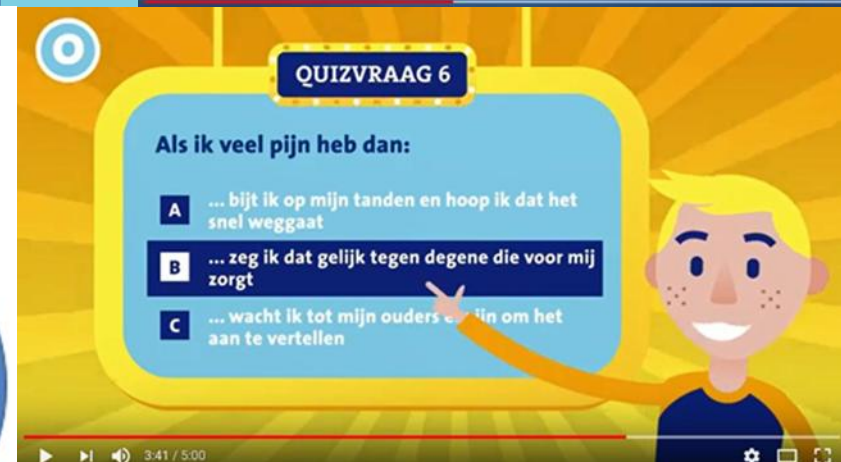 O
QUIZVRAAG 6
Als ik veel pijn heb dan:
A ... bijt ik op mijn tanden en hoop ik dat het
snel weggaat
B ... zeg ik dat gelijk tegen degene die voor mij
zorgt
C ... wacht ik tot mijn ouders om het
aan te vertellen
3:41 / 5:00